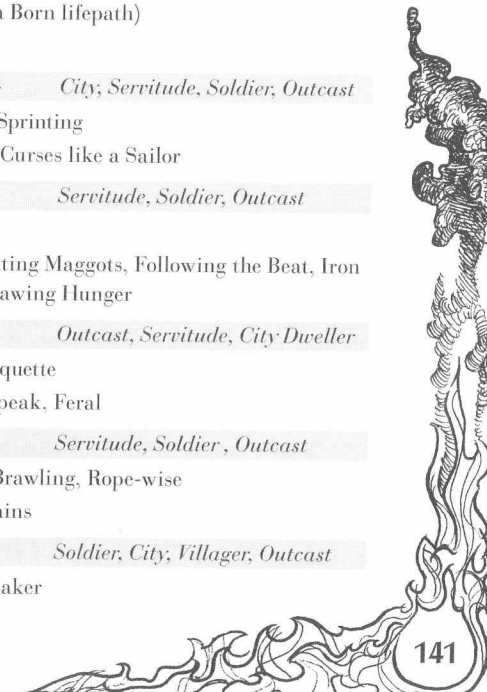 Born lifepath)
City, Servitude, Soldier, Outcast
Sprinting
Curses like a Sailor
Servitude, Soldier, Outcast
ting Maggots, Following the Beat, Iron
awing Hunger
Outcast, Servitude, City Dweller
quette
peak, Feral
Servitude, Soldier , Outcast
Brawling, Rope-wise
ains
Soldier, City, Villager, Outcast
aker
141